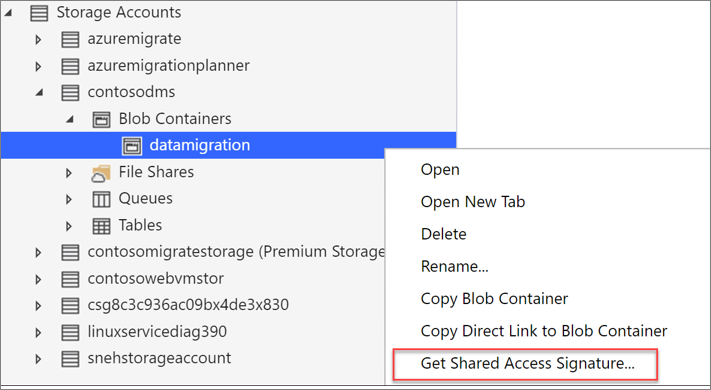 Storage Accounts
azuremigrate
azuremigrationplanner
contosodms
Blob Containers
datamigration
File Shares
Queues
Tables
contosomigratestorage (Premium Storage
contosowebvmstor
csg8c3c936ac09bx4de3x830
linuxservicediag390
snehstorageaccount
Open
Open New Tab
Delete
Rename...
Copy Blob Container
Copy Direct Link to Blob Container
Get Shared Access Signature...